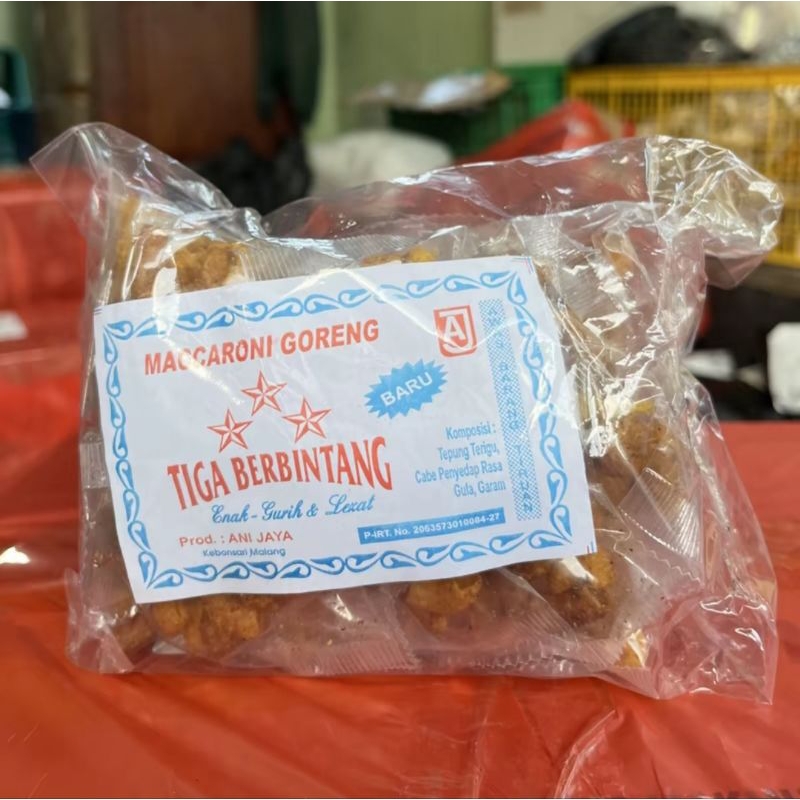 MACCARONI GORENG
AJ
BARU
TIGA BERBINTANG
Enak - Gurih & Lezat
Prod. : ANI JAYA
Kebonsari Malang
Komposisi :
Tepung Terigu,
Cabe Penyedap Rasa
Gula, Garam
P-IRT. No. 2063573010084-27